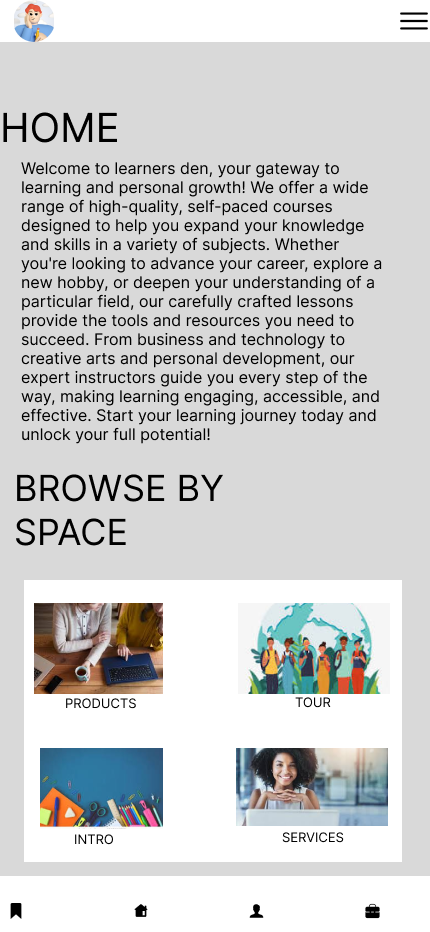 HOME
Welcome to learners den, your gateway to
learning and personal growth! We offer a wide
range of high-quality, self-paced courses
designed to help you expand your knowledge
and skills in a variety of subjects. Whether
you're looking to advance your career, explore a
new hobby, or deepen your understanding of a
particular field, our carefully crafted lessons
provide the tools and resources you need to
succeed. From business and technology to
creative arts and personal development, our
expert instructors guide you every step of the
way, making learning engaging, accessible, and
effective. Start your learning journey today and
unlock your full potential!
BROWSE BY
SPACE
PRODUCTS
TOUR
INTRO
SERVICES